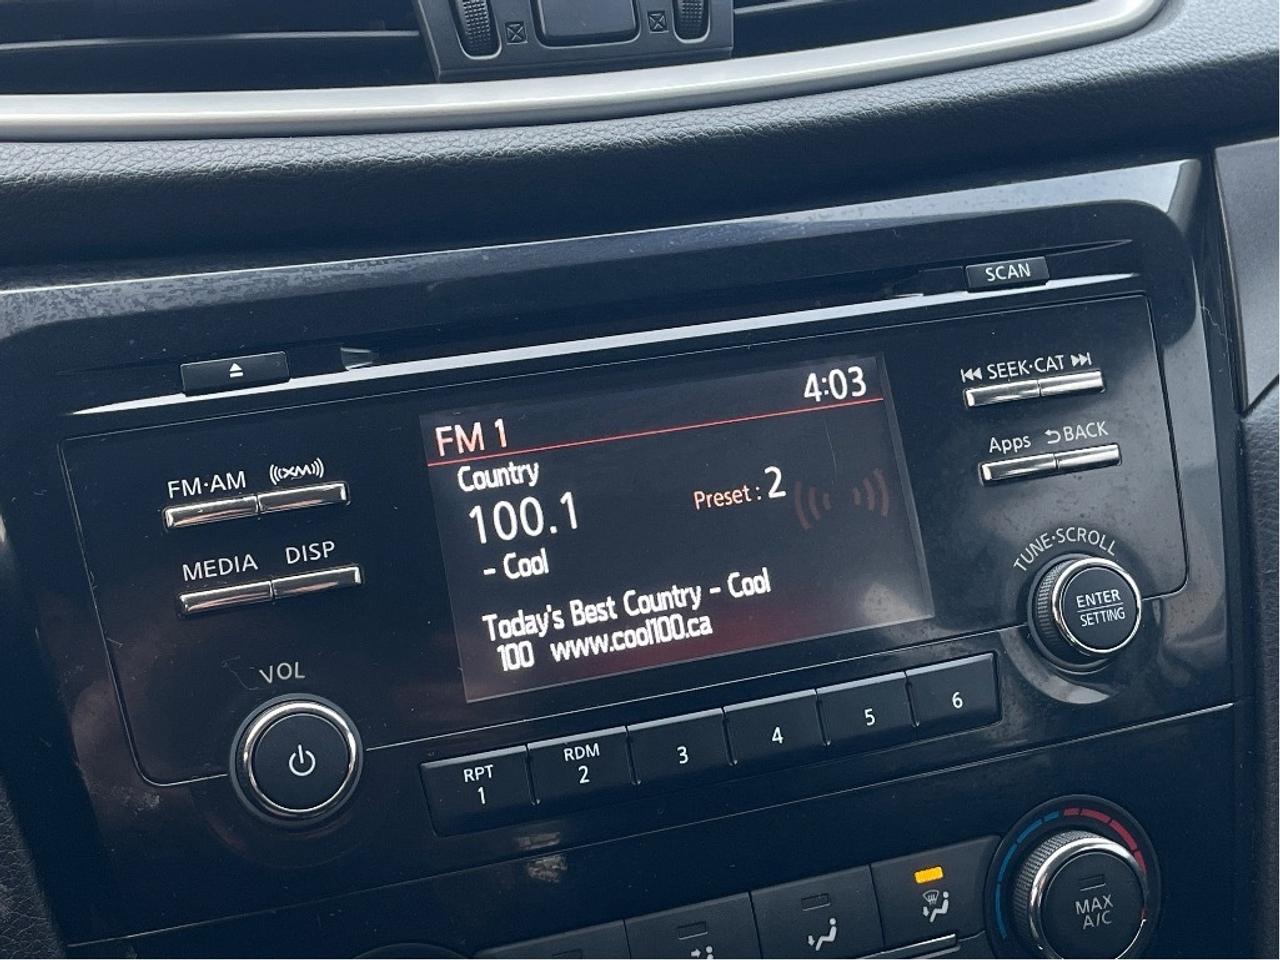 SCAN
SEEK·CAT
Apps BACK
FM·AM XM
MEDIA DISP
VOL
FM 1 4:03
Country
100.1 Preset : 2
- Cool
Today's Best Country - Cool
100 www.cool100.ca
TUNE·SCROLL
ENTER
SETTING
RPT
1
RDM
2
3
4
5
6
MAX
A/C